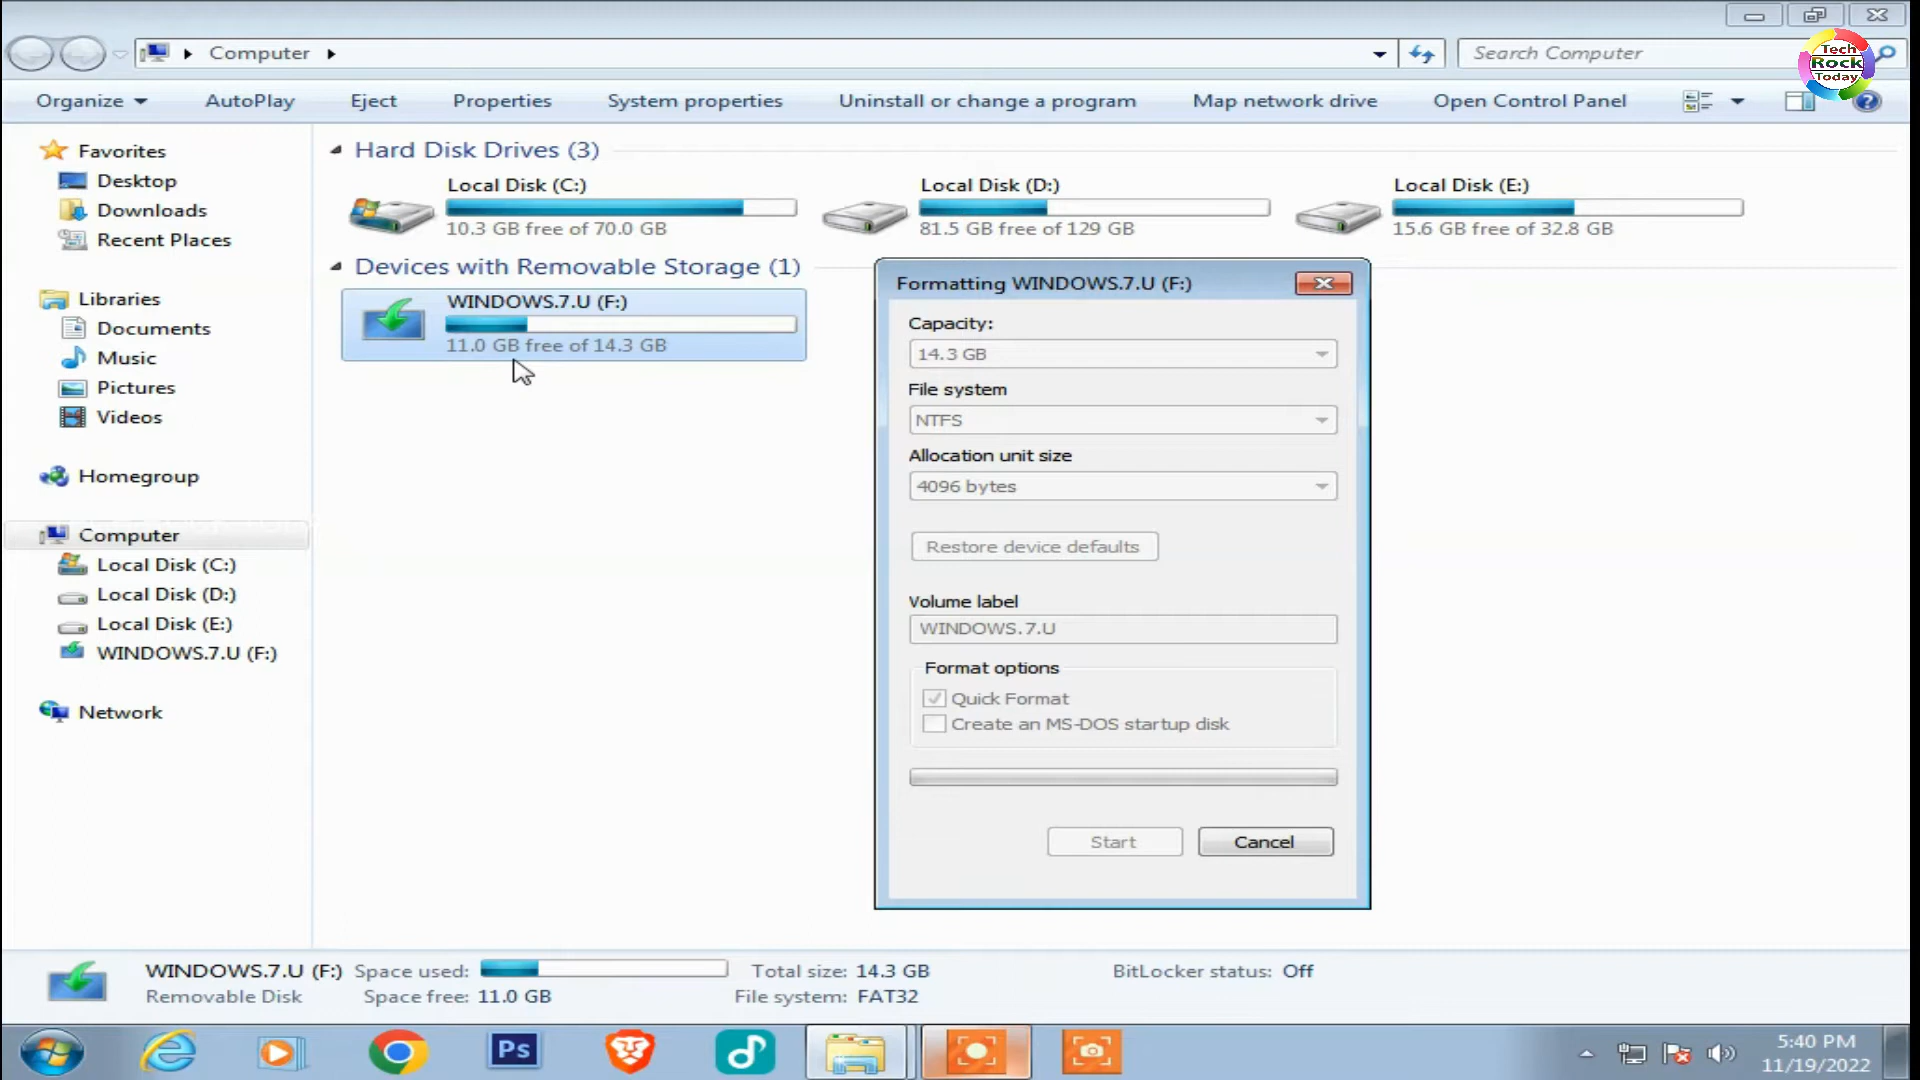 Computer
Search Computer
Tech
Rock
Today
Organize
AutoPlay
Eject
Properties
System properties
Uninstall or change a program
Map network drive
Open Control Panel
Favorites
Desktop
Downloads
Recent Places
Libraries
Documents
Music
Pictures
Videos
Homegroup
Computer
Local Disk (C:)
Local Disk (D:)
Local Disk (E:)
WINDOWS.7.U (F:)
Network
Hard Disk Drives (3)
Local Disk (C:)
10.3 GB free of 70.0 GB
Local Disk (D:)
81.5 GB free of 129 GB
Local Disk (E:)
15.6 GB free of 32.8 GB
Devices with Removable Storage (1)
WINDOWS.7.U (F:)
11.0 GB free of 14.3 GB
Formatting WINDOWS.7.U (F:)
Capacity:
14.3 GB
File system
NTFS
Allocation unit size
4096 bytes
Restore device defaults
Volume label
WINDOWS.7.U
Format options
Quick Format
Create an MS-DOS startup disk
Start
Cancel
WINDOWS.7.U (F:) Space used: Total size: 14.3 GB BitLocker status: Off
Removable Disk Space free: 11.0 GB File system: FAT32
Ps
5:40 PM
11/19/2022